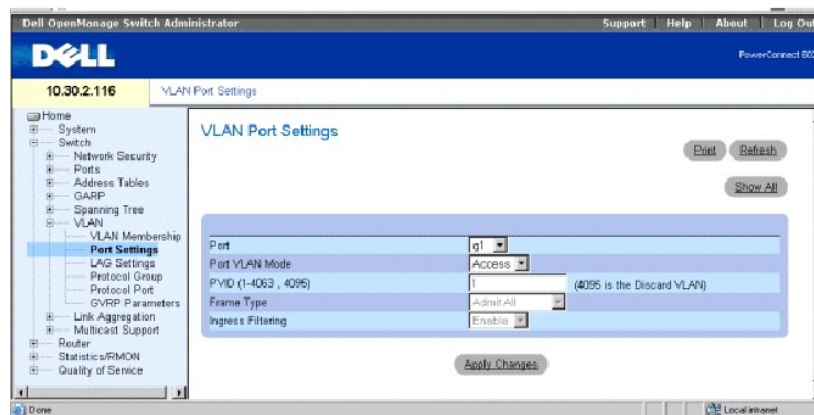 Dell OpenManage Switch Administrator
Support Help About Log Out
DELL
PowerConnect
10.30.2.116
VLAN Port Settings
Home
System
Switch
Network Security
Ports
Address Tables
GARP
Spanning Tree
VLAN
VLAN Membership
Port Settings
LAG Settings
Protocol Group
Protocol Port
GVRP Parameters
Link Aggregation
Multicast Support
Router
Statistics/RMON
Quality of Service
VLAN Port Settings
Print Refresh
Show All
Port g1
Port VLAN Mode Access
PVID (1-4063 , 4095) 1 (4095 is the Discard VLAN)
Frame Type Admit All
Ingress Filtering Enable
Apply Changes
Done
Local intranet